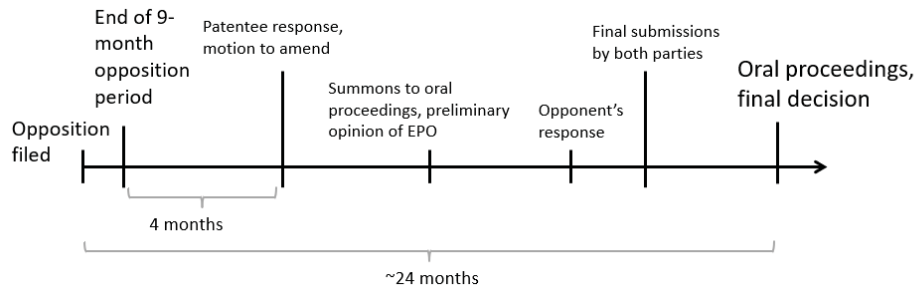 Opposition
filed
End of 9-
month
opposition
period
Patentee response,
motion to amend
Summons to oral
proceedings, preliminary
opinion of EPO
Opponent's
response
Final submissions
by both parties
Oral proceedings,
final decision
4 months
~24 months